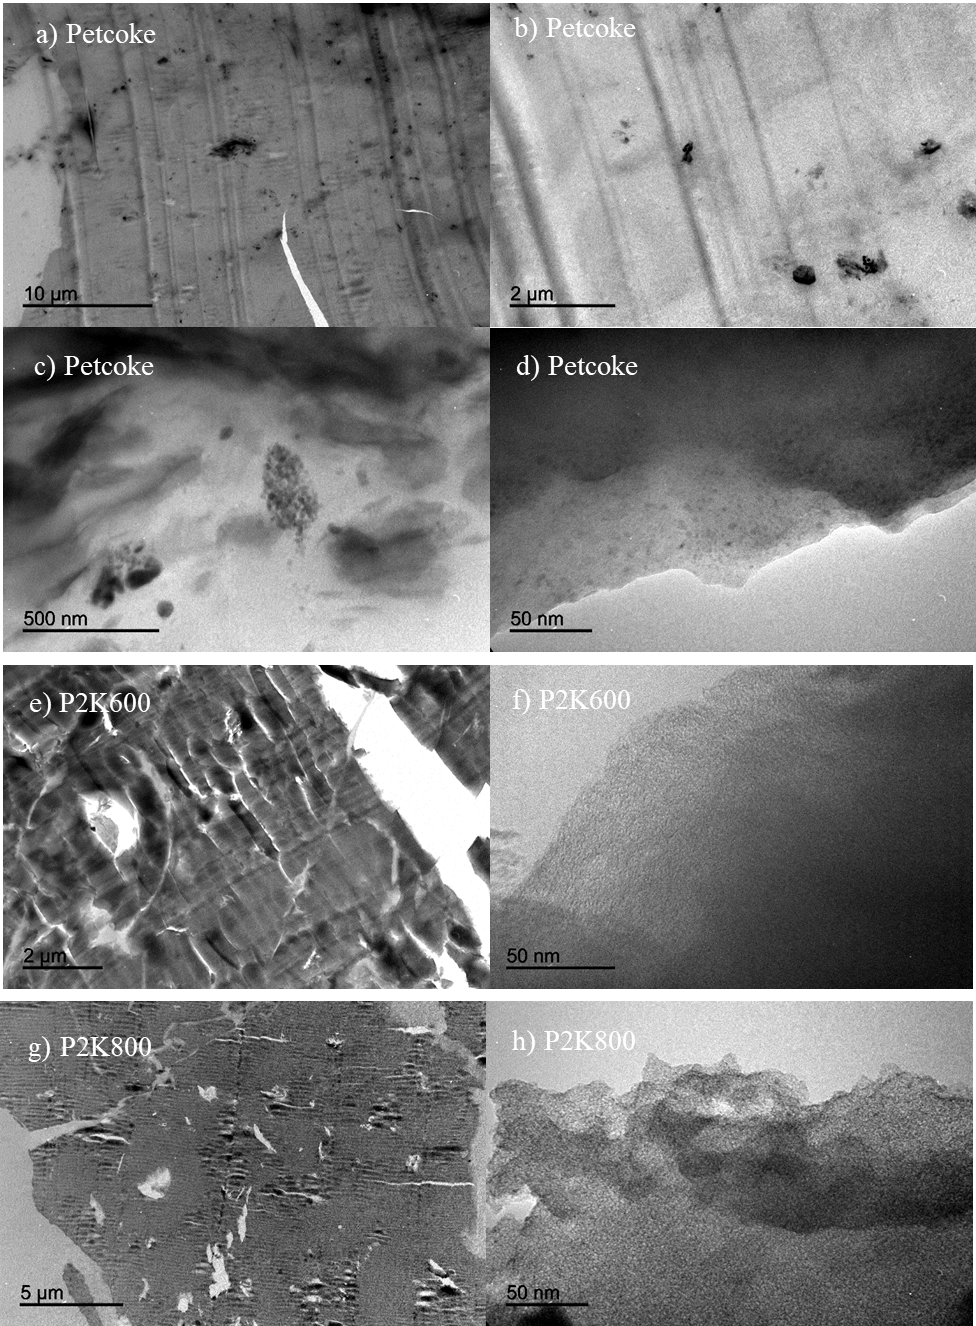 a) Petcoke
10 µm
b) Petcoke
2 µm
c) Petcoke
500 nm
d) Petcoke
50 nm
e) P2K600
2 µm
f) P2K600
50 nm
g) P2K800
5 µm
h) P2K800
50 nm